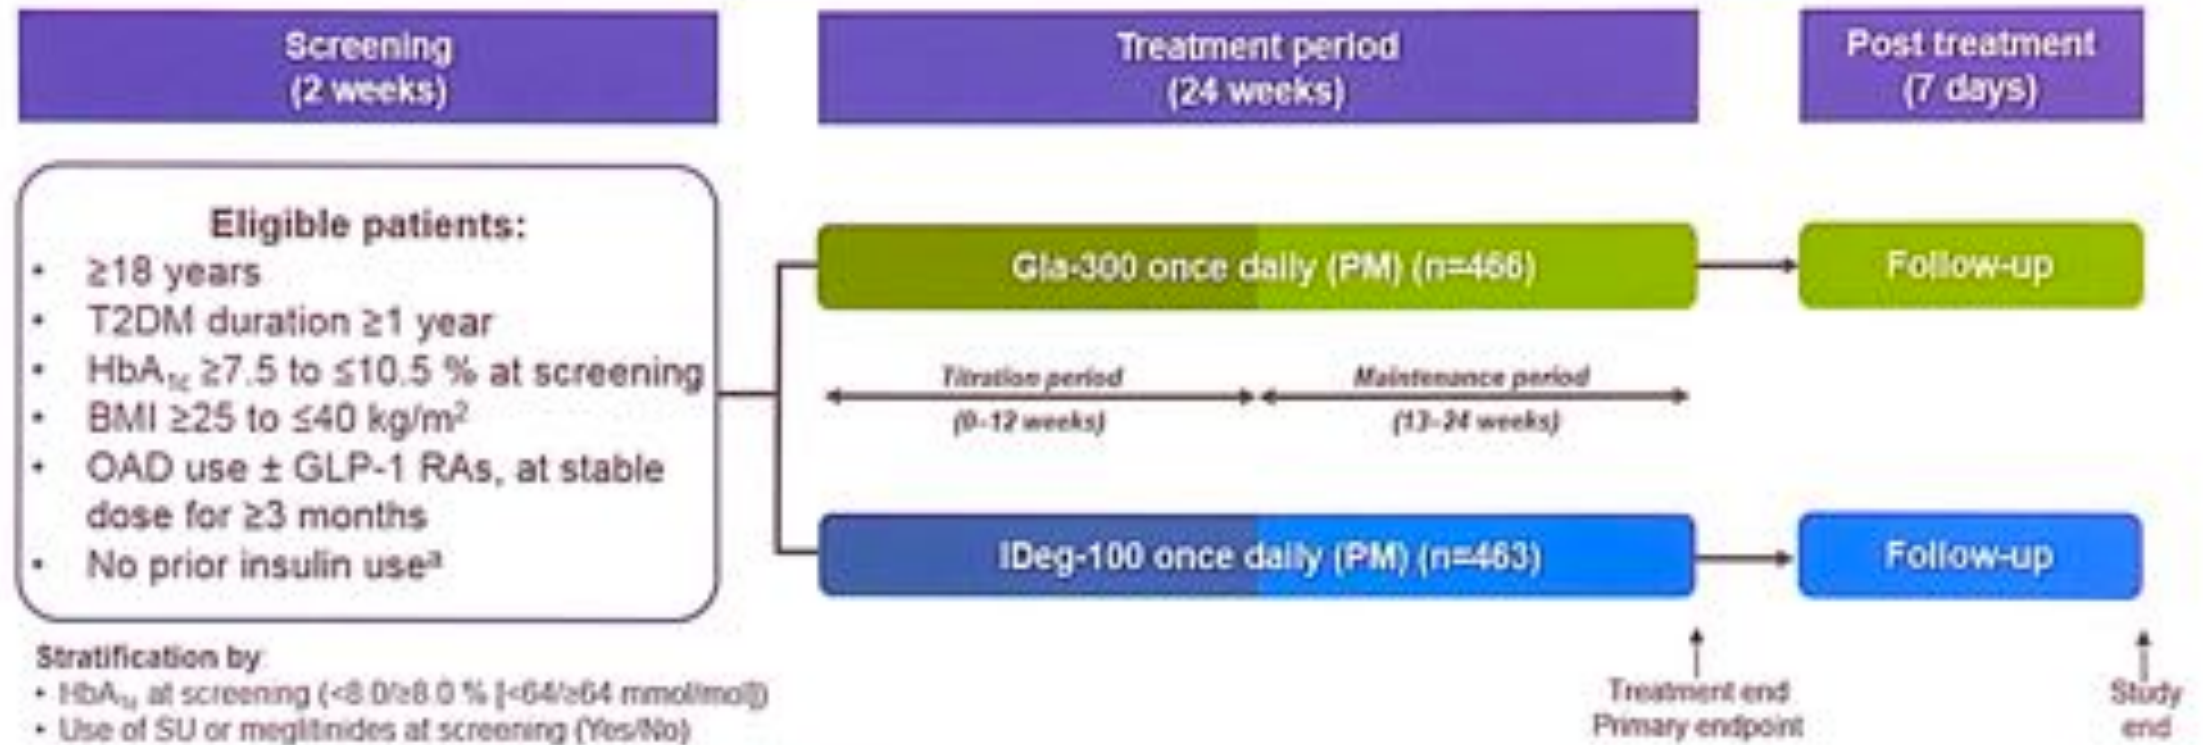 Screening
(2 weeks)
Treatment period
(24 weeks)
Post treatment
(7 days)
Eligible patients:
• ≥18 years
• T2DM duration ≥1 year
• HbA1c ≥7.5 to ≤10.5 % at screening
• BMI ≥25 to ≤40 kg/m²
• OAD use ± GLP-1 RAs, at stable
dose for ≥3 months
• No prior insulin useᵃ
Gla-300 once daily (PM) (n=466)
Follow-up
Titration period
(0–12 weeks)
Maintenance period
(13–24 weeks)
IDeg-100 once daily (PM) (n=463)
Follow-up
Treatment end
Primary endpoint
Study
end
Stratification by
• HbA1c at screening (<8.0/≥8.0 % [<64/≥64 mmol/mol])
• Use of SU or meglitinides at screening (Yes/No)